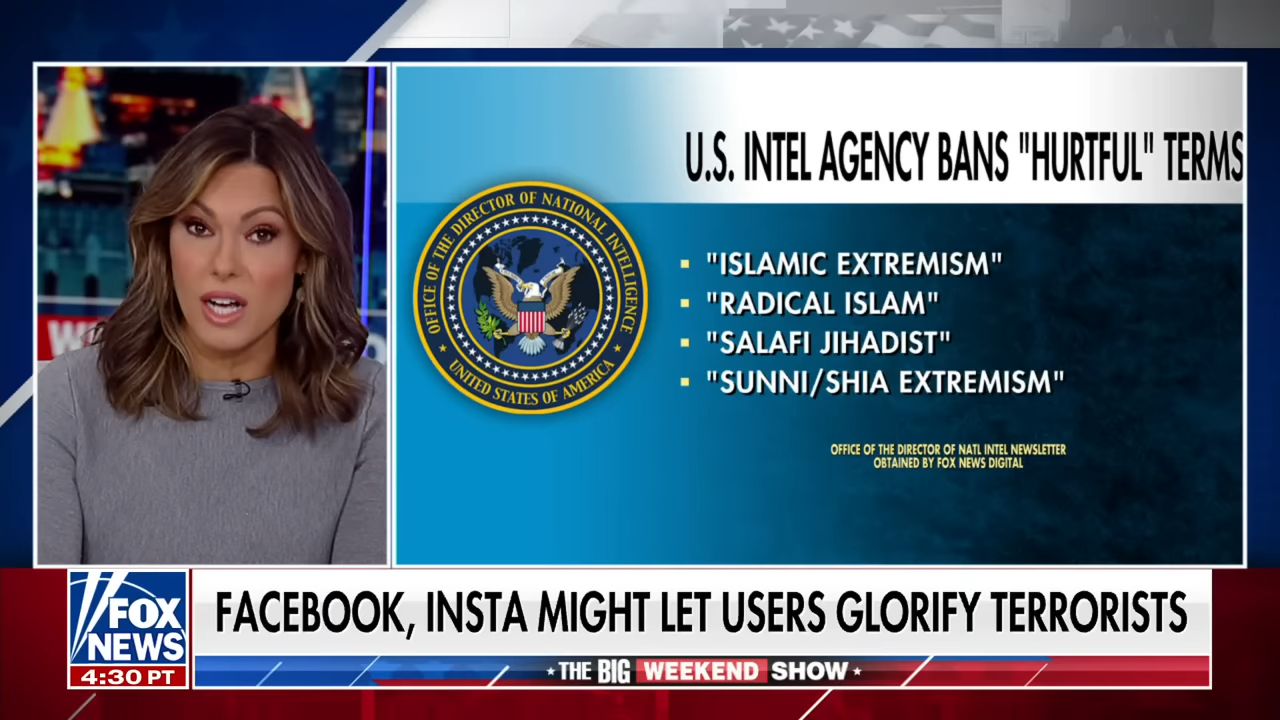 U.S. INTEL AGENCY BANS "HURTFUL" TERMS
OFFICE OF THE DIRECTOR OF NATIONAL INTELLIGENCE
UNITED STATES OF AMERICA
"ISLAMIC EXTREMISM"
"RADICAL ISLAM"
"SALAFI JIHADIST"
"SUNNI/SHIA EXTREMISM"
OFFICE OF THE DIRECTOR OF NATL INTEL NEWSLETTER
OBTAINED BY FOX NEWS DIGITAL
FOX
NEWS
4:30 PT
FACEBOOK, INSTA MIGHT LET USERS GLORIFY TERRORISTS
THE BIG WEEKEND SHOW